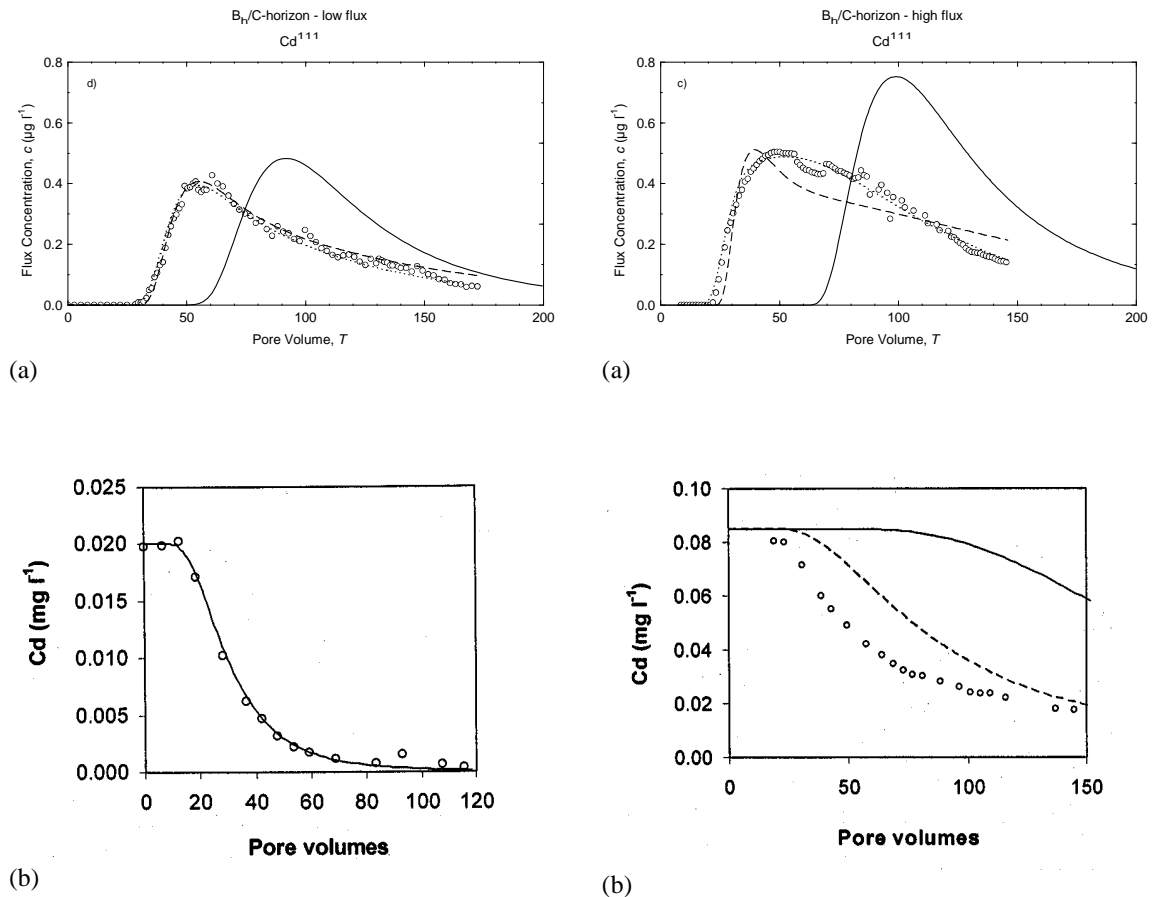 B_h/C-horizon - low flux
Cd^111
d)
Flux Concentration, c (µg l^-1)
0.8
0.6
0.4
0.2
0.0
0 50 100 150 200
Pore Volume, T
(a)
B_h/C-horizon - high flux
Cd^111
c)
Flux Concentration, c (µg l^-1)
0.8
0.6
0.4
0.2
0.0
0 50 100 150 200
Pore Volume, T
(a)
Cd (mg l^-1)
0.025
0.020
0.015
0.010
0.005
0.000
0 20 40 60 80 100 120
Pore volumes
(b)
Cd (mg l^-1)
0.10
0.08
0.06
0.04
0.02
0.00
0 50 100 150
Pore volumes
(b)